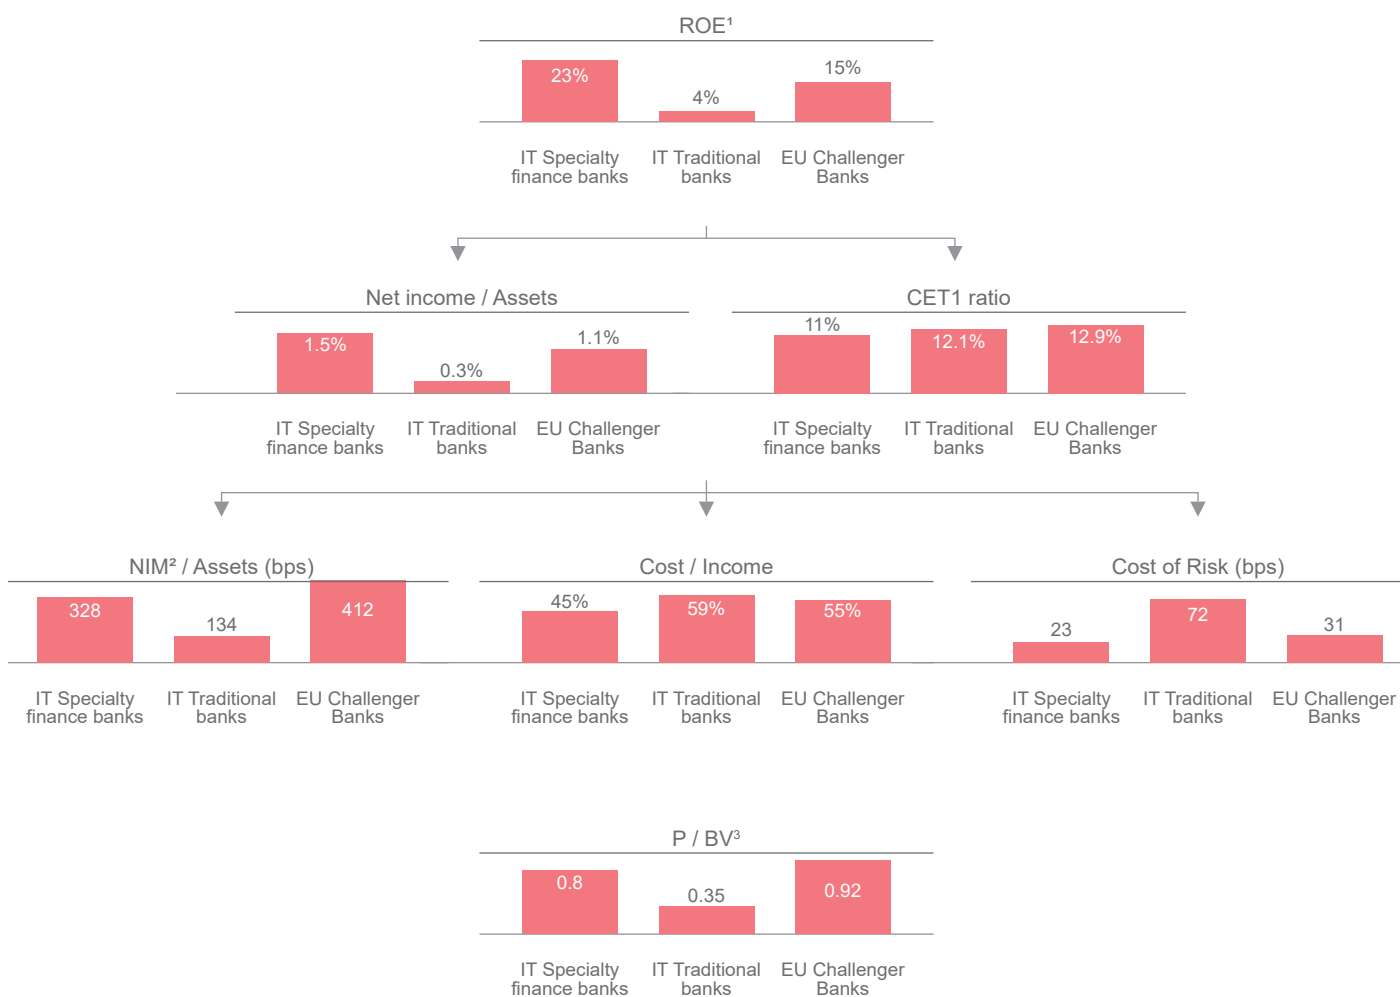 ROE¹
23%
4%
15%
IT Specialty
finance banks
IT Traditional
banks
EU Challenger
Banks
Net income / Assets
1.5%
0.3%
1.1%
IT Specialty
finance banks
IT Traditional
banks
EU Challenger
Banks
CET1 ratio
11%
12.1%
12.9%
IT Specialty
finance banks
IT Traditional
banks
EU Challenger
Banks
NIM² / Assets (bps)
328
134
412
IT Specialty
finance banks
IT Traditional
banks
EU Challenger
Banks
Cost / Income
45%
59%
55%
IT Specialty
finance banks
IT Traditional
banks
EU Challenger
Banks
Cost of Risk (bps)
23
72
31
IT Specialty
finance banks
IT Traditional
banks
EU Challenger
Banks
P / BV³
0.8
0.35
0.92
IT Specialty
finance banks
IT Traditional
banks
EU Challenger
Banks